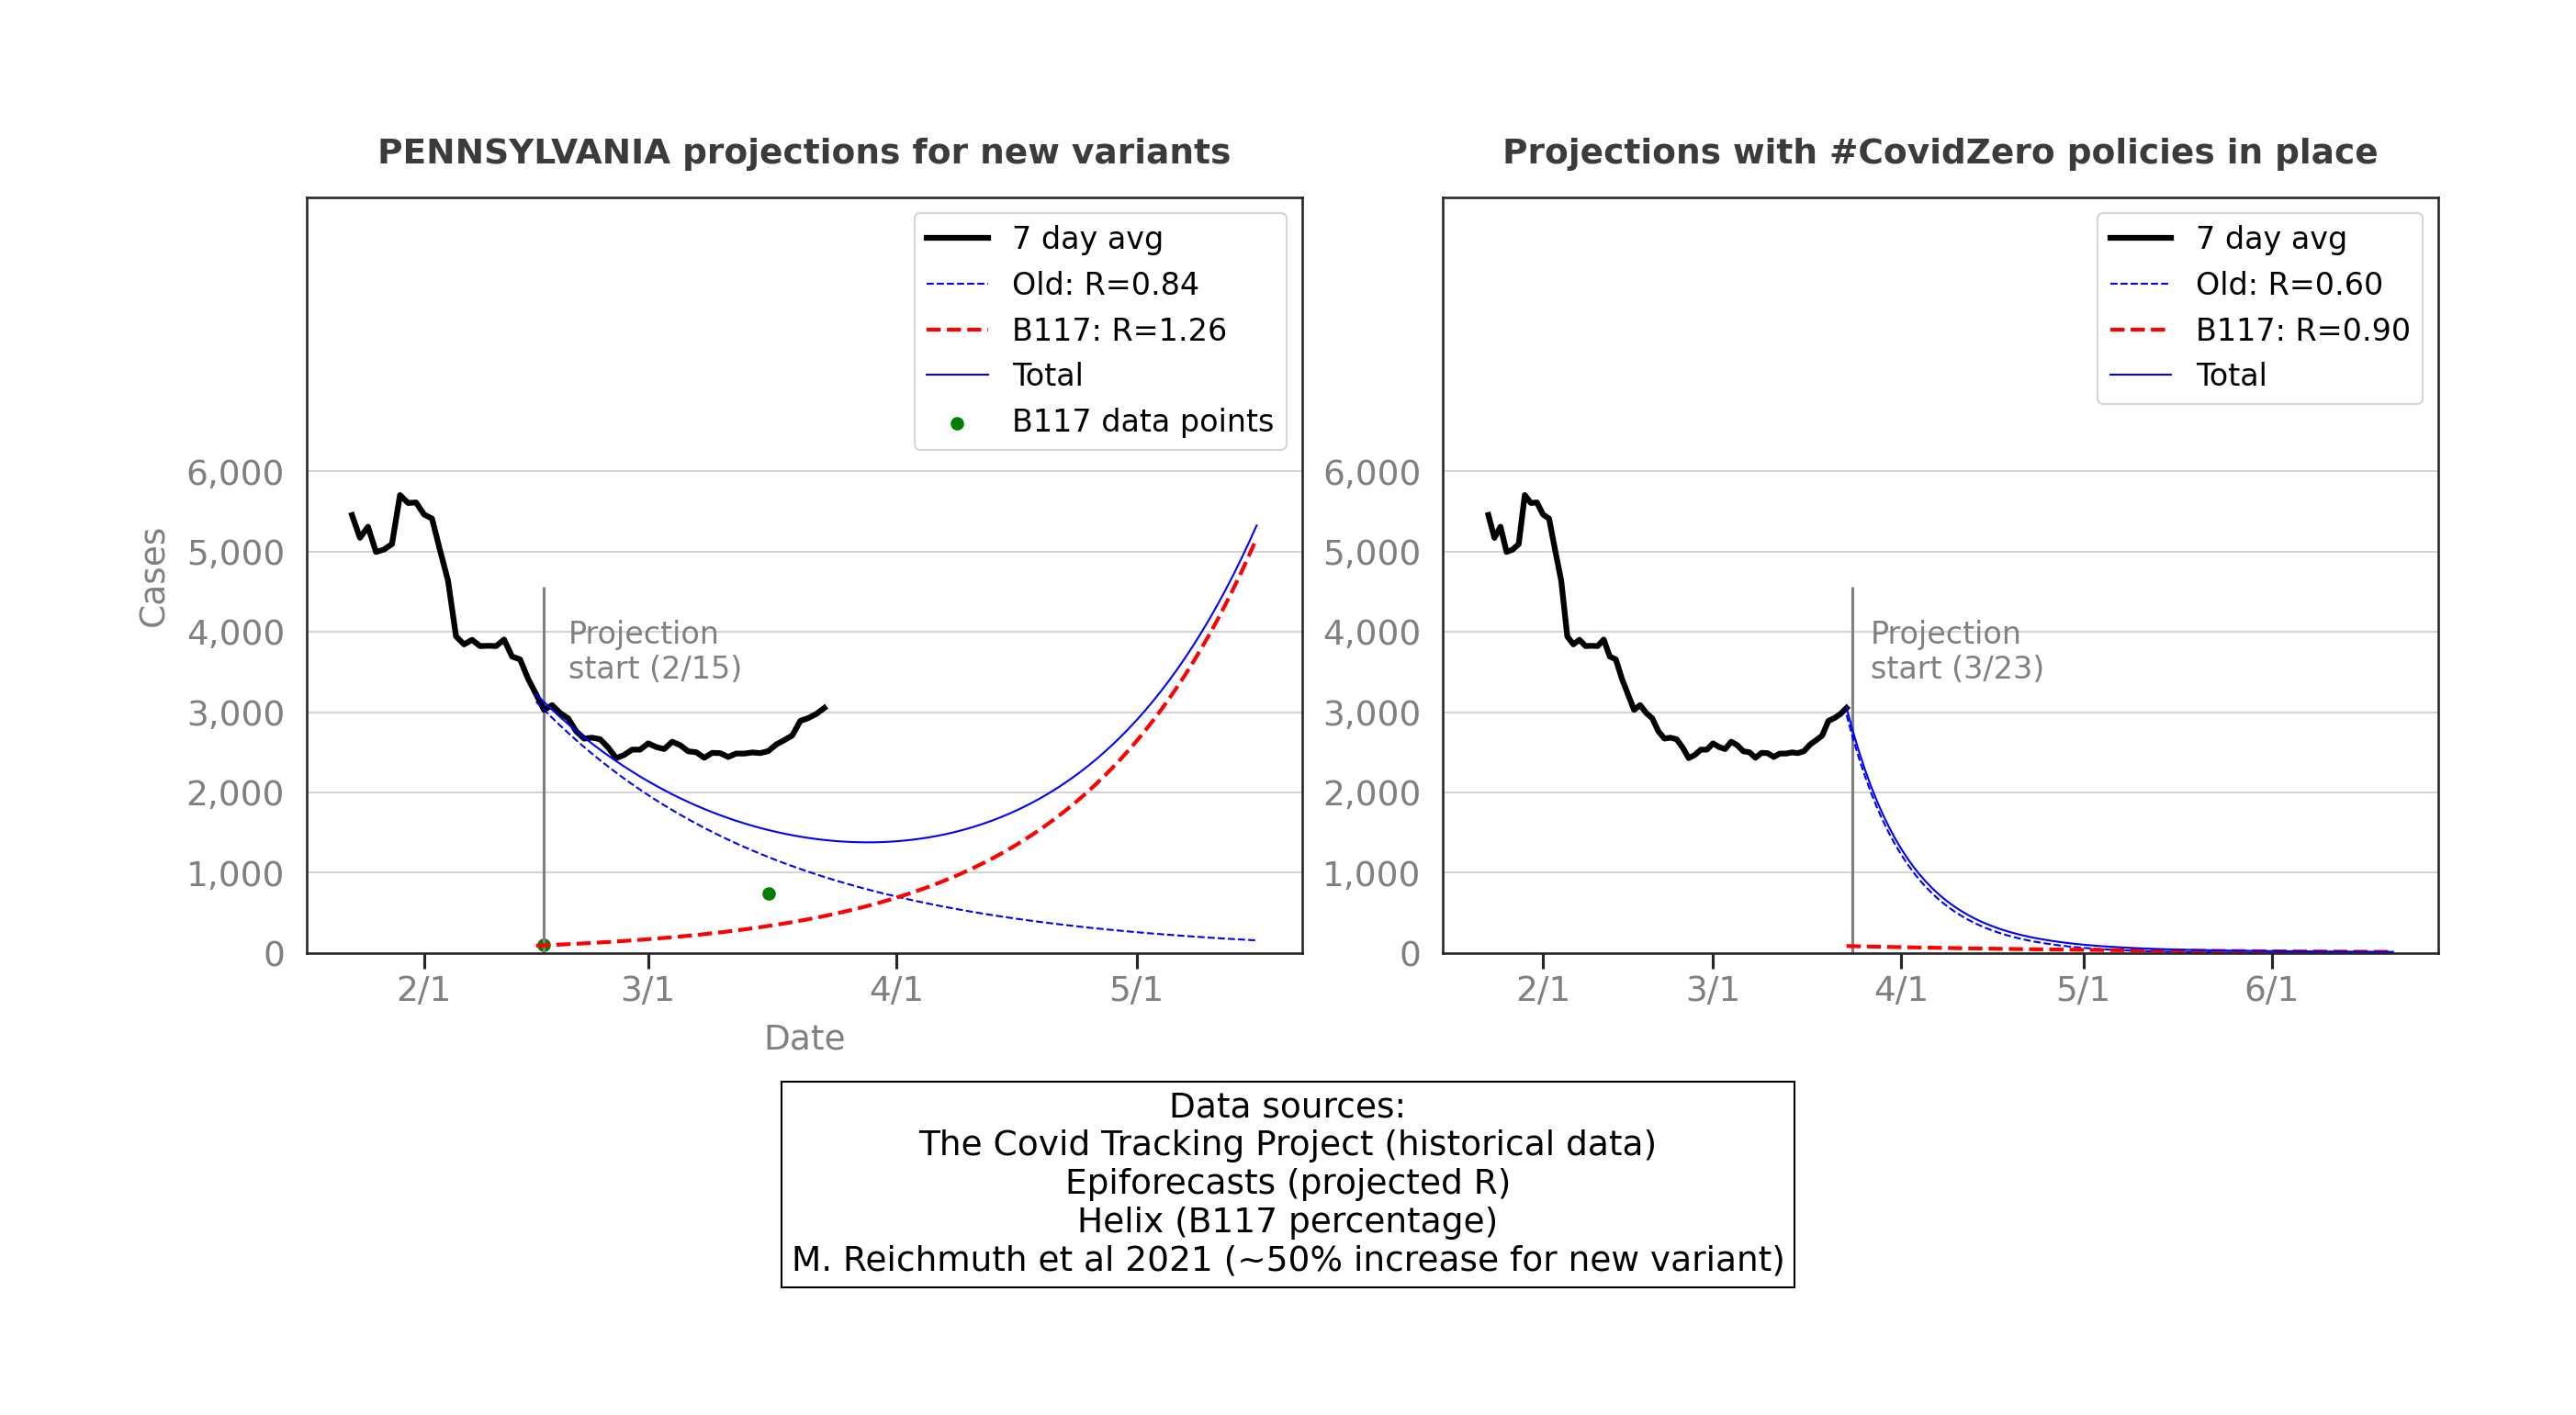 PENNSYLVANIA projections for new variants
7 day avg
Old: R=0.84
B117: R=1.26
Total
B117 data points
6,000
5,000
4,000
3,000
2,000
1,000
0
Cases
Projection
start (2/15)
2/1
3/1
4/1
5/1
Date
Projections with #CovidZero policies in place
7 day avg
Old: R=0.60
B117: R=0.90
Total
6,000
5,000
4,000
3,000
2,000
1,000
0
Projection
start (3/23)
2/1
3/1
4/1
5/1
6/1
Data sources:
The Covid Tracking Project (historical data)
Epiforecasts (projected R)
Helix (B117 percentage)
M. Reichmuth et al 2021 (~50% increase for new variant)